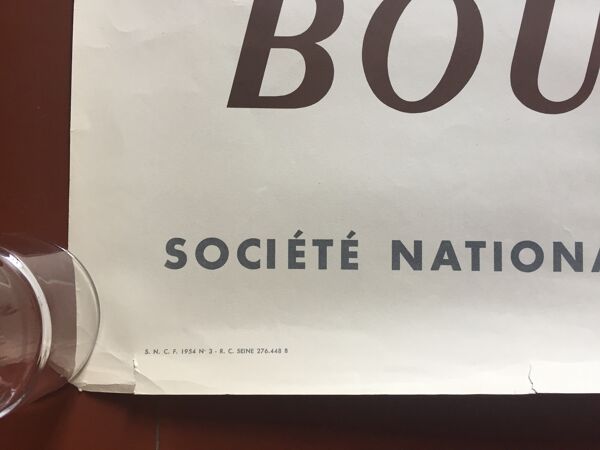 BOU
SOCIÉTÉ NATIONA
S. N. C. F. 1954 N° 3 - R. C. SEINE 276.448 B